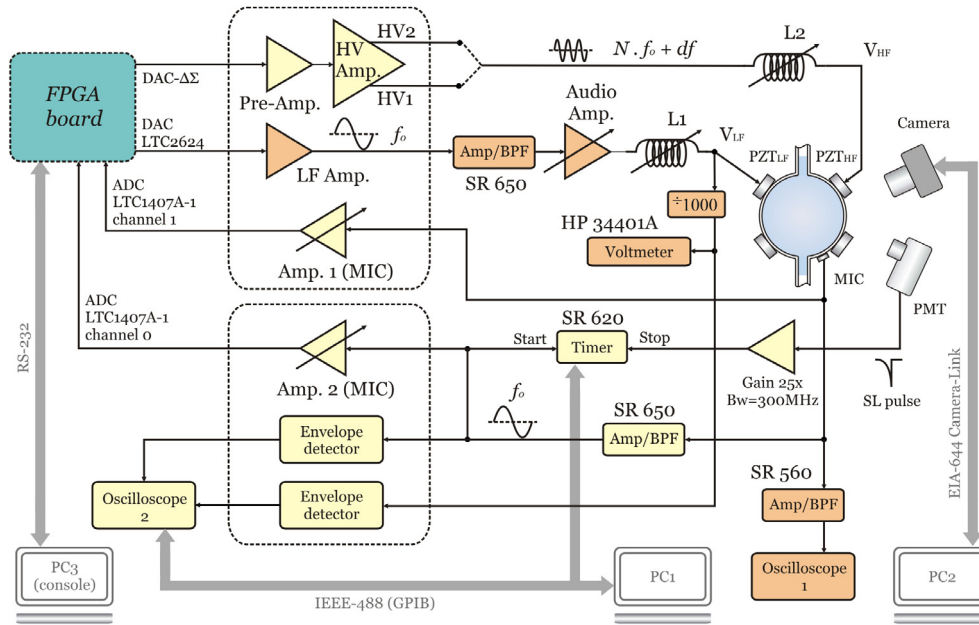 HV2
HV
Amp.
HV1
Pre-Amp.
DAC-ΔΣ
FPGA
board
DAC
LTC2624
LF Amp.
fo
N.fo+df
L2
VHF
Audio
Amp.
L1
VLF
Amp/BPF
SR 650
PZTLF
PZTHF
Camera
ADC
LTC1407A-1
channel 1
Amp. 1 (MIC)
÷1000
HP 34401A
Voltmeter
MIC
PMT
ADC
LTC1407A-1
channel 0
RS-232
Amp. 2 (MIC)
SR 620
Start
Timer
Stop
Gain 25x
Bw=300MHz
SL pulse
fo
SR 650
Amp/BPF
Envelope
detector
Envelope
detector
Oscilloscope
2
SR 560
Amp/BPF
Oscilloscope
1
EIA-644 Camera-Link
PC3
(console)
IEEE-488 (GPIB)
PC1
PC2